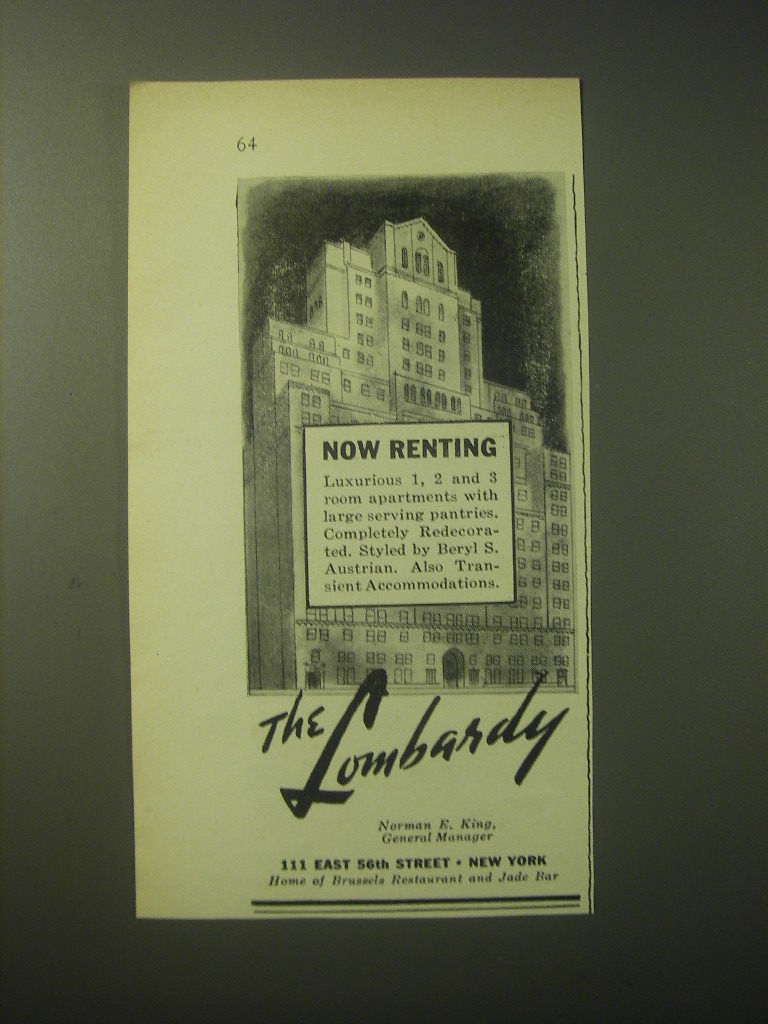 64
NOW RENTING
Luxurious 1, 2 and 3
room apartments with
large serving pantries.
Completely Redecora-
ted. Styled by Beryl S.
Austrian. Also Tran-
sient Accommodations.
The Lombardy
Norman E. King,
General Manager
111 EAST 56th STREET • NEW YORK
Home of Brussels Restaurant and Jade Bar